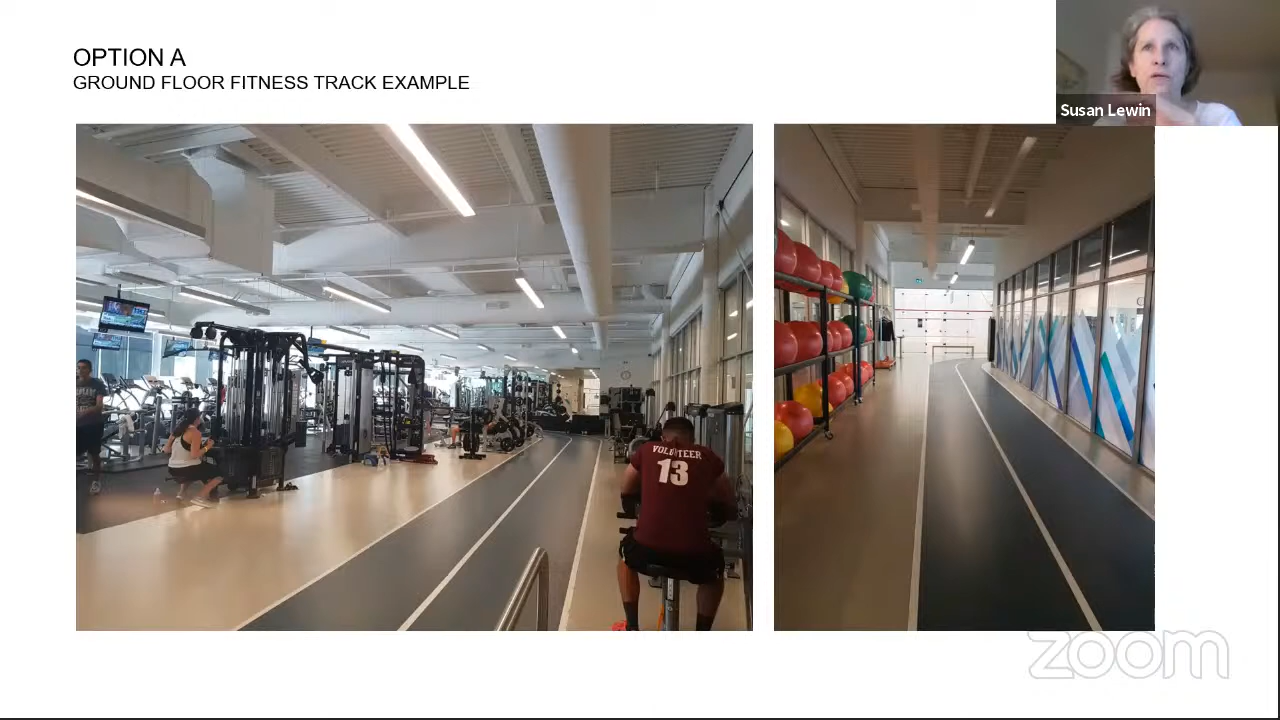 OPTION A
GROUND FLOOR FITNESS TRACK EXAMPLE
Susan Lewin
VOLUNTEER
13
zoom